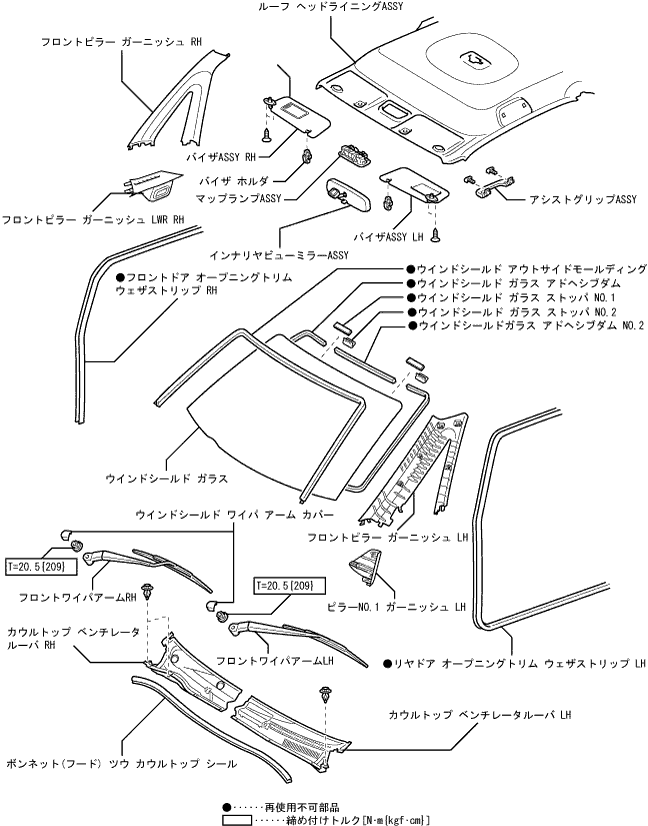 ルーフ ヘッドライニングASSY
フロントピラー ガーニッシュ RH
バイザASSY RH
バイザ ホルダ
マップランプASSY
アシストグリップASSY
フロントピラー ガーニッシュ LWR RH
バイザASSY LH
インナリヤビューミラーASSY
●ウインドシールド アウトサイドモールディング
●フロントドア オープニングトリム
ウェザストリップ RH
●ウインドシールド ガラス アドヘシブダム
●ウインドシールド ガラス ストッパ NO.1
●ウインドシールド ガラス ストッパ NO.2
●ウインドシールドガラス アドヘシブダム NO.2
ウインドシールド ガラス
ウインドシールド ワイパ アーム カバー
フロントピラー ガーニッシュ LH
T=20.5{209}
T=20.5{209}
フロントワイパアームRH
ピラーNO.1 ガーニッシュ LH
カウルトップ ベンチレータ
ルーバ RH
フロントワイパアームLH
●リヤドア オープニングトリム ウェザストリップ LH
カウルトップ ベンチレータルーバ LH
ボンネット(フード) ツウ カウルトップ シール
●‥‥‥再使用不可部品
‥‥‥締め付けトルク[N·m{kgf·cm}]